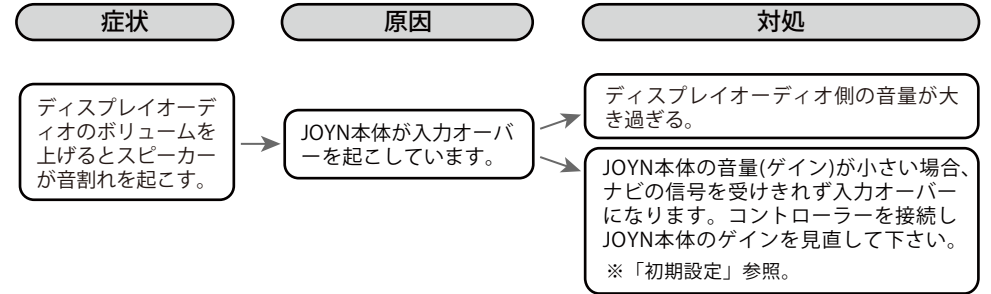 症状
原因
対処
ディスプレイオーデ
ィオのボリュームを
上げるとスピーカー
が音割れを起こす。
JOYN本体が入力オーバ
ーを起こしています。
ディスプレイオーディオ側の音量が大
き過ぎる。
JOYN本体の音量(ゲイン)が小さい場合、
ナビの信号を受けきれず入力オーバー
になります。コントローラーを接続し
JOYN本体のゲインを見直して下さい。
※「初期設定」参照。